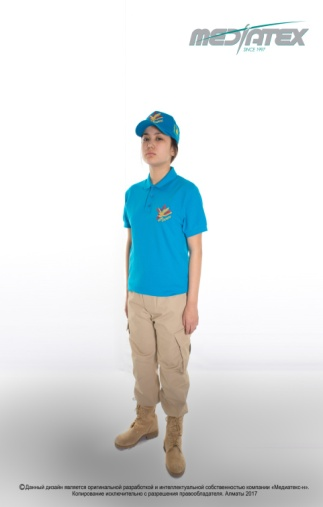 MEDIATEX
SINCE 1997
©Данный дизайн является оригинальной разработкой и интеллектуальной собственностью компании «Медиатекс-н».
Копирование исключительно с разрешения правообладателя. Алматы 2017